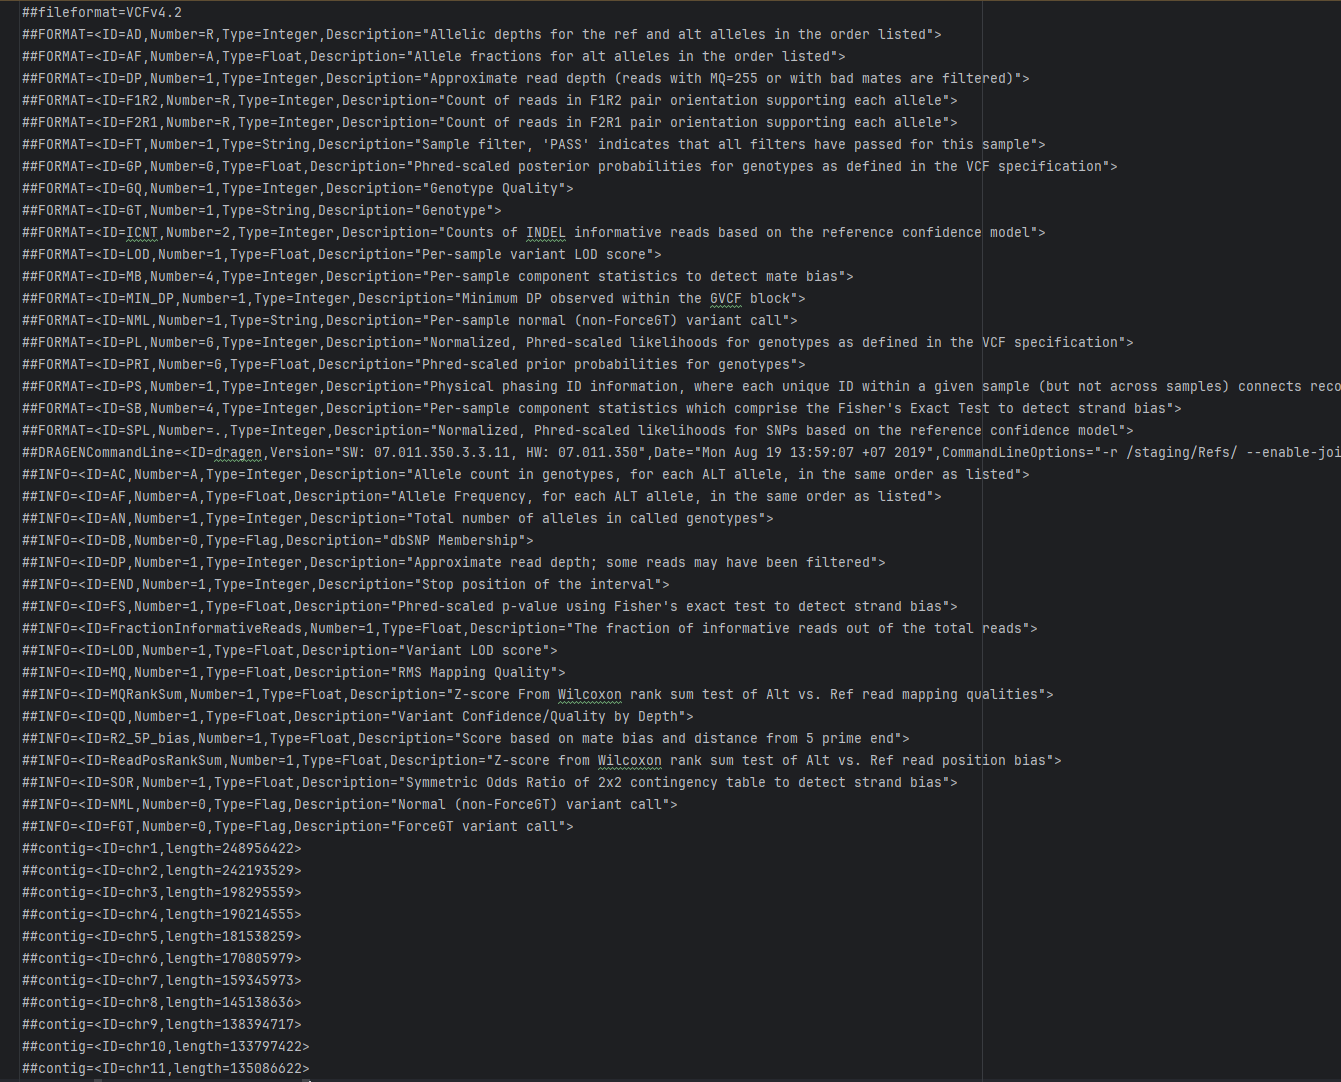 ##fileformat=VCFv4.2
##FORMAT=<ID=AD,Number=R,Type=Integer,Description="Allelic depths for the ref and alt alleles in the order listed">
##FORMAT=<ID=AF,Number=A,Type=Float,Description="Allele fractions for alt alleles in the order listed">
##FORMAT=<ID=DP,Number=1,Type=Integer,Description="Approximate read depth (reads with MQ=255 or with bad mates are filtered)">
##FORMAT=<ID=F1R2,Number=R,Type=Integer,Description="Count of reads in F1R2 pair orientation supporting each allele">
##FORMAT=<ID=F2R1,Number=R,Type=Integer,Description="Count of reads in F2R1 pair orientation supporting each allele">
##FORMAT=<ID=FT,Number=1,Type=String,Description="Sample filter, 'PASS' indicates that all filters have passed for this sample">
##FORMAT=<ID=GP,Number=G,Type=Float,Description="Phred-scaled posterior probabilities for genotypes as defined in the VCF specification">
##FORMAT=<ID=GQ,Number=1,Type=Integer,Description="Genotype Quality">
##FORMAT=<ID=GT,Number=1,Type=String,Description="Genotype">
##FORMAT=<ID=ICNT,Number=2,Type=Integer,Description="Counts of INDEL informative reads based on the reference confidence model">
##FORMAT=<ID=LOD,Number=1,Type=Float,Description="Per-sample variant LOD score">
##FORMAT=<ID=MB,Number=4,Type=Integer,Description="Per-sample component statistics to detect mate bias">
##FORMAT=<ID=MIN_DP,Number=1,Type=Integer,Description="Minimum DP observed within the GVCF block">
##FORMAT=<ID=NML,Number=1,Type=String,Description="Per-sample normal (non-ForceGT) variant call">
##FORMAT=<ID=PL,Number=G,Type=Integer,Description="Normalized, Phred-scaled likelihoods for genotypes as defined in the VCF specification">
##FORMAT=<ID=PRI,Number=G,Type=Float,Description="Phred-scaled prior probabilities for genotypes">
##FORMAT=<ID=PS,Number=1,Type=Integer,Description="Physical phasing ID information, where each unique ID within a given sample (but not across samples) connects reco
##FORMAT=<ID=SB,Number=4,Type=Integer,Description="Per-sample component statistics which comprise the Fisher's Exact Test to detect strand bias">
##FORMAT=<ID=SPL,Number=.,Type=Integer,Description="Normalized, Phred-scaled likelihoods for SNPs based on the reference confidence model">
##DRAGENCommandLine=<ID=dragen,Version="SW: 07.011.350.3.3.11, HW: 07.011.350",Date="Mon Aug 19 13:59:07 +07 2019",CommandLineOptions="-r /staging/Refs/ --enable-joi
##INFO=<ID=AC,Number=A,Type=Integer,Description="Allele count in genotypes, for each ALT allele, in the same order as listed">
##INFO=<ID=AF,Number=A,Type=Float,Description="Allele Frequency, for each ALT allele, in the same order as listed">
##INFO=<ID=AN,Number=1,Type=Integer,Description="Total number of alleles in called genotypes">
##INFO=<ID=DB,Number=0,Type=Flag,Description="dbSNP Membership">
##INFO=<ID=DP,Number=1,Type=Integer,Description="Approximate read depth; some reads may have been filtered">
##INFO=<ID=END,Number=1,Type=Integer,Description="Stop position of the interval">
##INFO=<ID=FS,Number=1,Type=Float,Description="Phred-scaled p-value using Fisher's exact test to detect strand bias">
##INFO=<ID=FractionInformativeReads,Number=1,Type=Float,Description="The fraction of informative reads out of the total reads">
##INFO=<ID=LOD,Number=1,Type=Float,Description="Variant LOD score">
##INFO=<ID=MQ,Number=1,Type=Float,Description="RMS Mapping Quality">
##INFO=<ID=MQRankSum,Number=1,Type=Float,Description="Z-score From Wilcoxon rank sum test of Alt vs. Ref read mapping qualities">
##INFO=<ID=QD,Number=1,Type=Float,Description="Variant Confidence/Quality by Depth">
##INFO=<ID=R2_5P_bias,Number=1,Type=Float,Description="Score based on mate bias and distance from 5 prime end">
##INFO=<ID=ReadPosRankSum,Number=1,Type=Float,Description="Z-score from Wilcoxon rank sum test of Alt vs. Ref read position bias">
##INFO=<ID=SOR,Number=1,Type=Float,Description="Symmetric Odds Ratio of 2x2 contingency table to detect strand bias">
##INFO=<ID=NML,Number=0,Type=Flag,Description="Normal (non-ForceGT) variant call">
##INFO=<ID=FGT,Number=0,Type=Flag,Description="ForceGT variant call">
##contig=<ID=chr1,length=248956422>
##contig=<ID=chr2,length=242193529>
##contig=<ID=chr3,length=198295559>
##contig=<ID=chr4,length=190214555>
##contig=<ID=chr5,length=181538259>
##contig=<ID=chr6,length=170805979>
##contig=<ID=chr7,length=159345973>
##contig=<ID=chr8,length=145138636>
##contig=<ID=chr9,length=138394717>
##contig=<ID=chr10,length=133797422>
##contig=<ID=chr11,length=135086622>